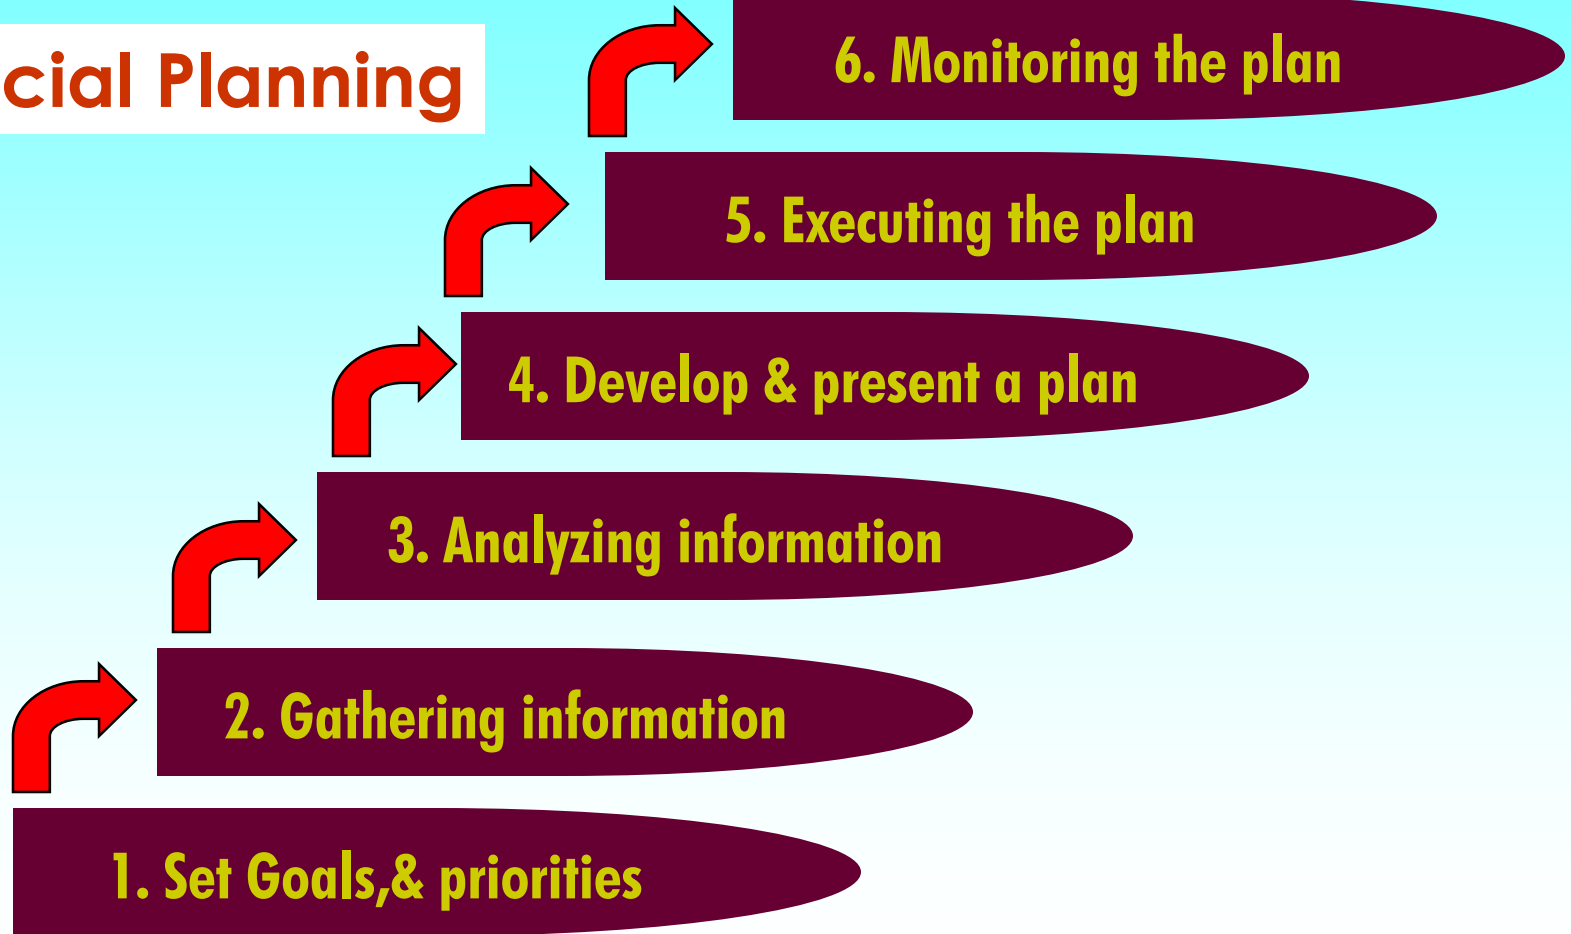 cial Planning
6. Monitoring the plan
5. Executing the plan
4. Develop & present a plan
3. Analyzing information
2. Gathering information
1. Set Goals,& priorities